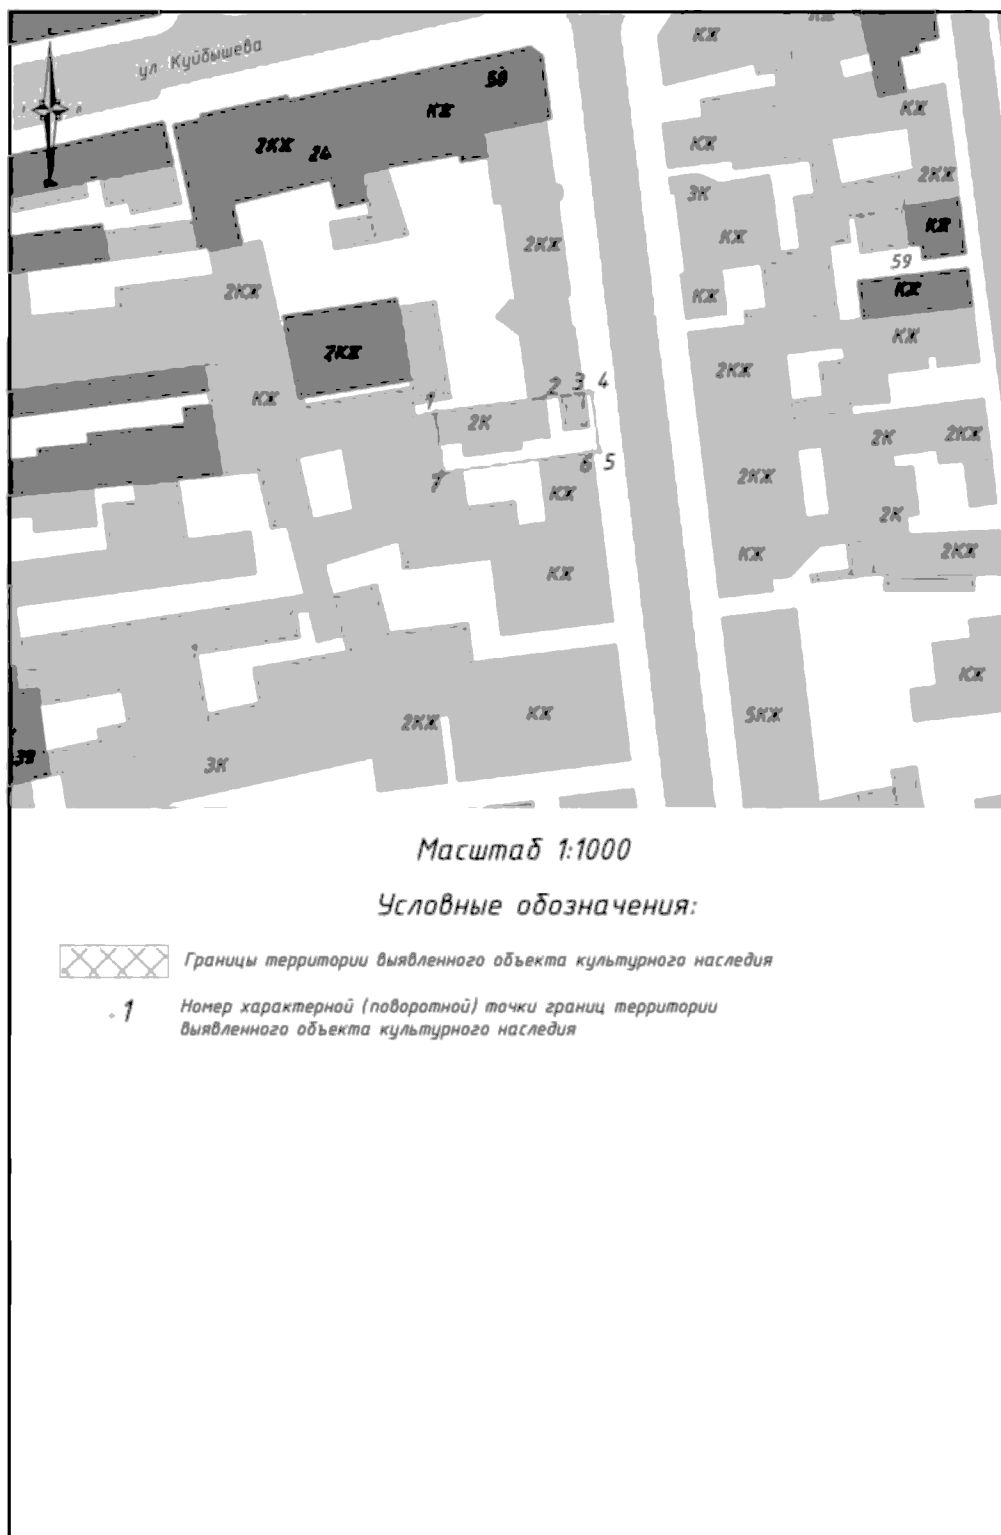 ул Куйбышева
КЖ
КЖ
50
КЖ
КЖ
2КЖ
24
КЖ
2КЖ
3К
2КЖ
КЖ
КЖ
59
2КЖ
КЖ
КЖ
КЖ
2КЖ
2КЖ
1
2
3
4
КЖ
2К
2К
2КЖ
6
5
7
2КЖ
КЖ
2К
КЖ
2КЖ
КЖ
КЖ
2КЖ
КЖ
5КЖ
39
3К
Масштаб 1:1000
Условные обозначения:
Границы территории выявленного объекта культурного наследия
1
Номер характерной (поворотной) точки границ территории
выявленного объекта культурного наследия